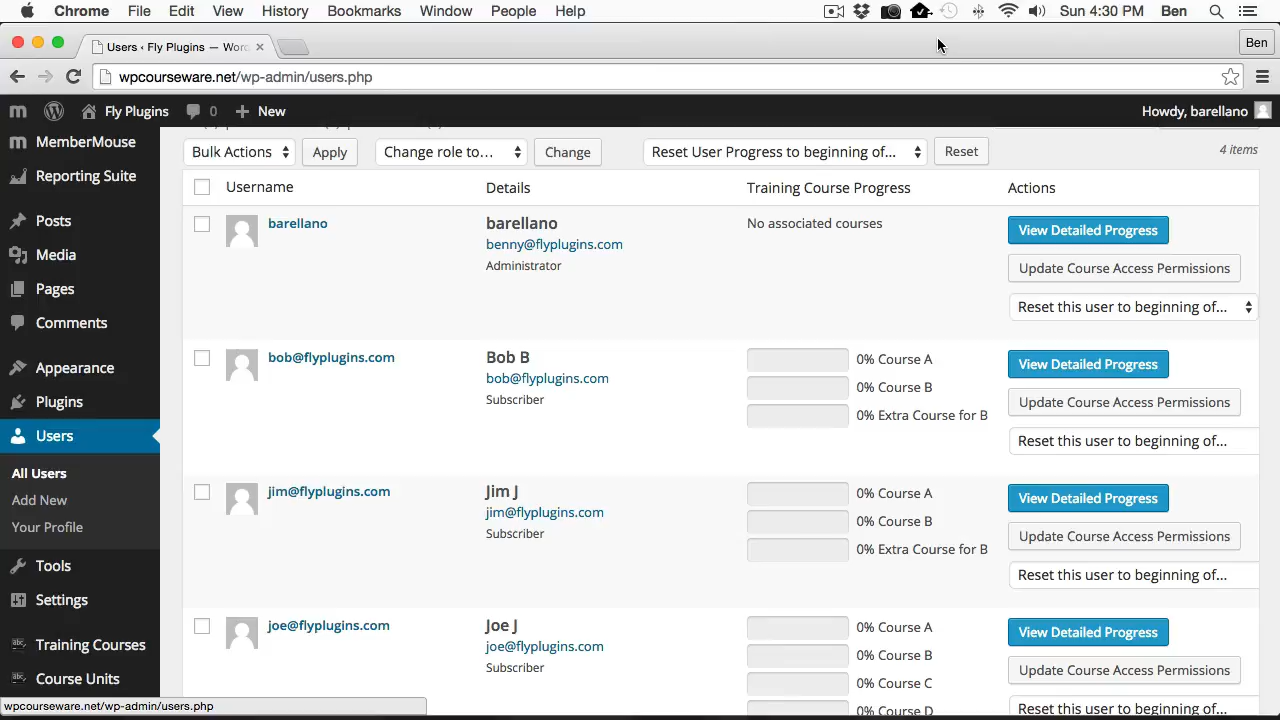 Chrome File Edit View History Bookmarks Window People Help Sun 4:30 PM Ben
Users ‹ Fly Plugins — Wor Ben
wpcourseware.net/wp-admin/users.php
Fly Plugins 0 New Howdy, barellano
MemberMouse
Reporting Suite
Posts
Media
Pages
Comments
Appearance
Plugins
Users
All Users
Add New
Your Profile
Tools
Settings
Training Courses
Course Units
Bulk Actions Apply Change role to… Change Reset User Progress to beginning of... Reset 4 items
Username Details Training Course Progress Actions
barellano barellano No associated courses View Detailed Progress
benny@flyplugins.com
Administrator Update Course Access Permissions
Reset this user to beginning of...
bob@flyplugins.com Bob B 0% Course A View Detailed Progress
bob@flyplugins.com 0% Course B
Subscriber Update Course Access Permissions
0% Extra Course for B
Reset this user to beginning of...
jim@flyplugins.com Jim J 0% Course A View Detailed Progress
jim@flyplugins.com 0% Course B
Subscriber Update Course Access Permissions
0% Extra Course for B
Reset this user to beginning of...
joe@flyplugins.com Joe J 0% Course A View Detailed Progress
joe@flyplugins.com 0% Course B
Subscriber Update Course Access Permissions
0% Course C
0% Course D Reset this user to beginning of...
wpcourseware.net/wp-admin/users.php